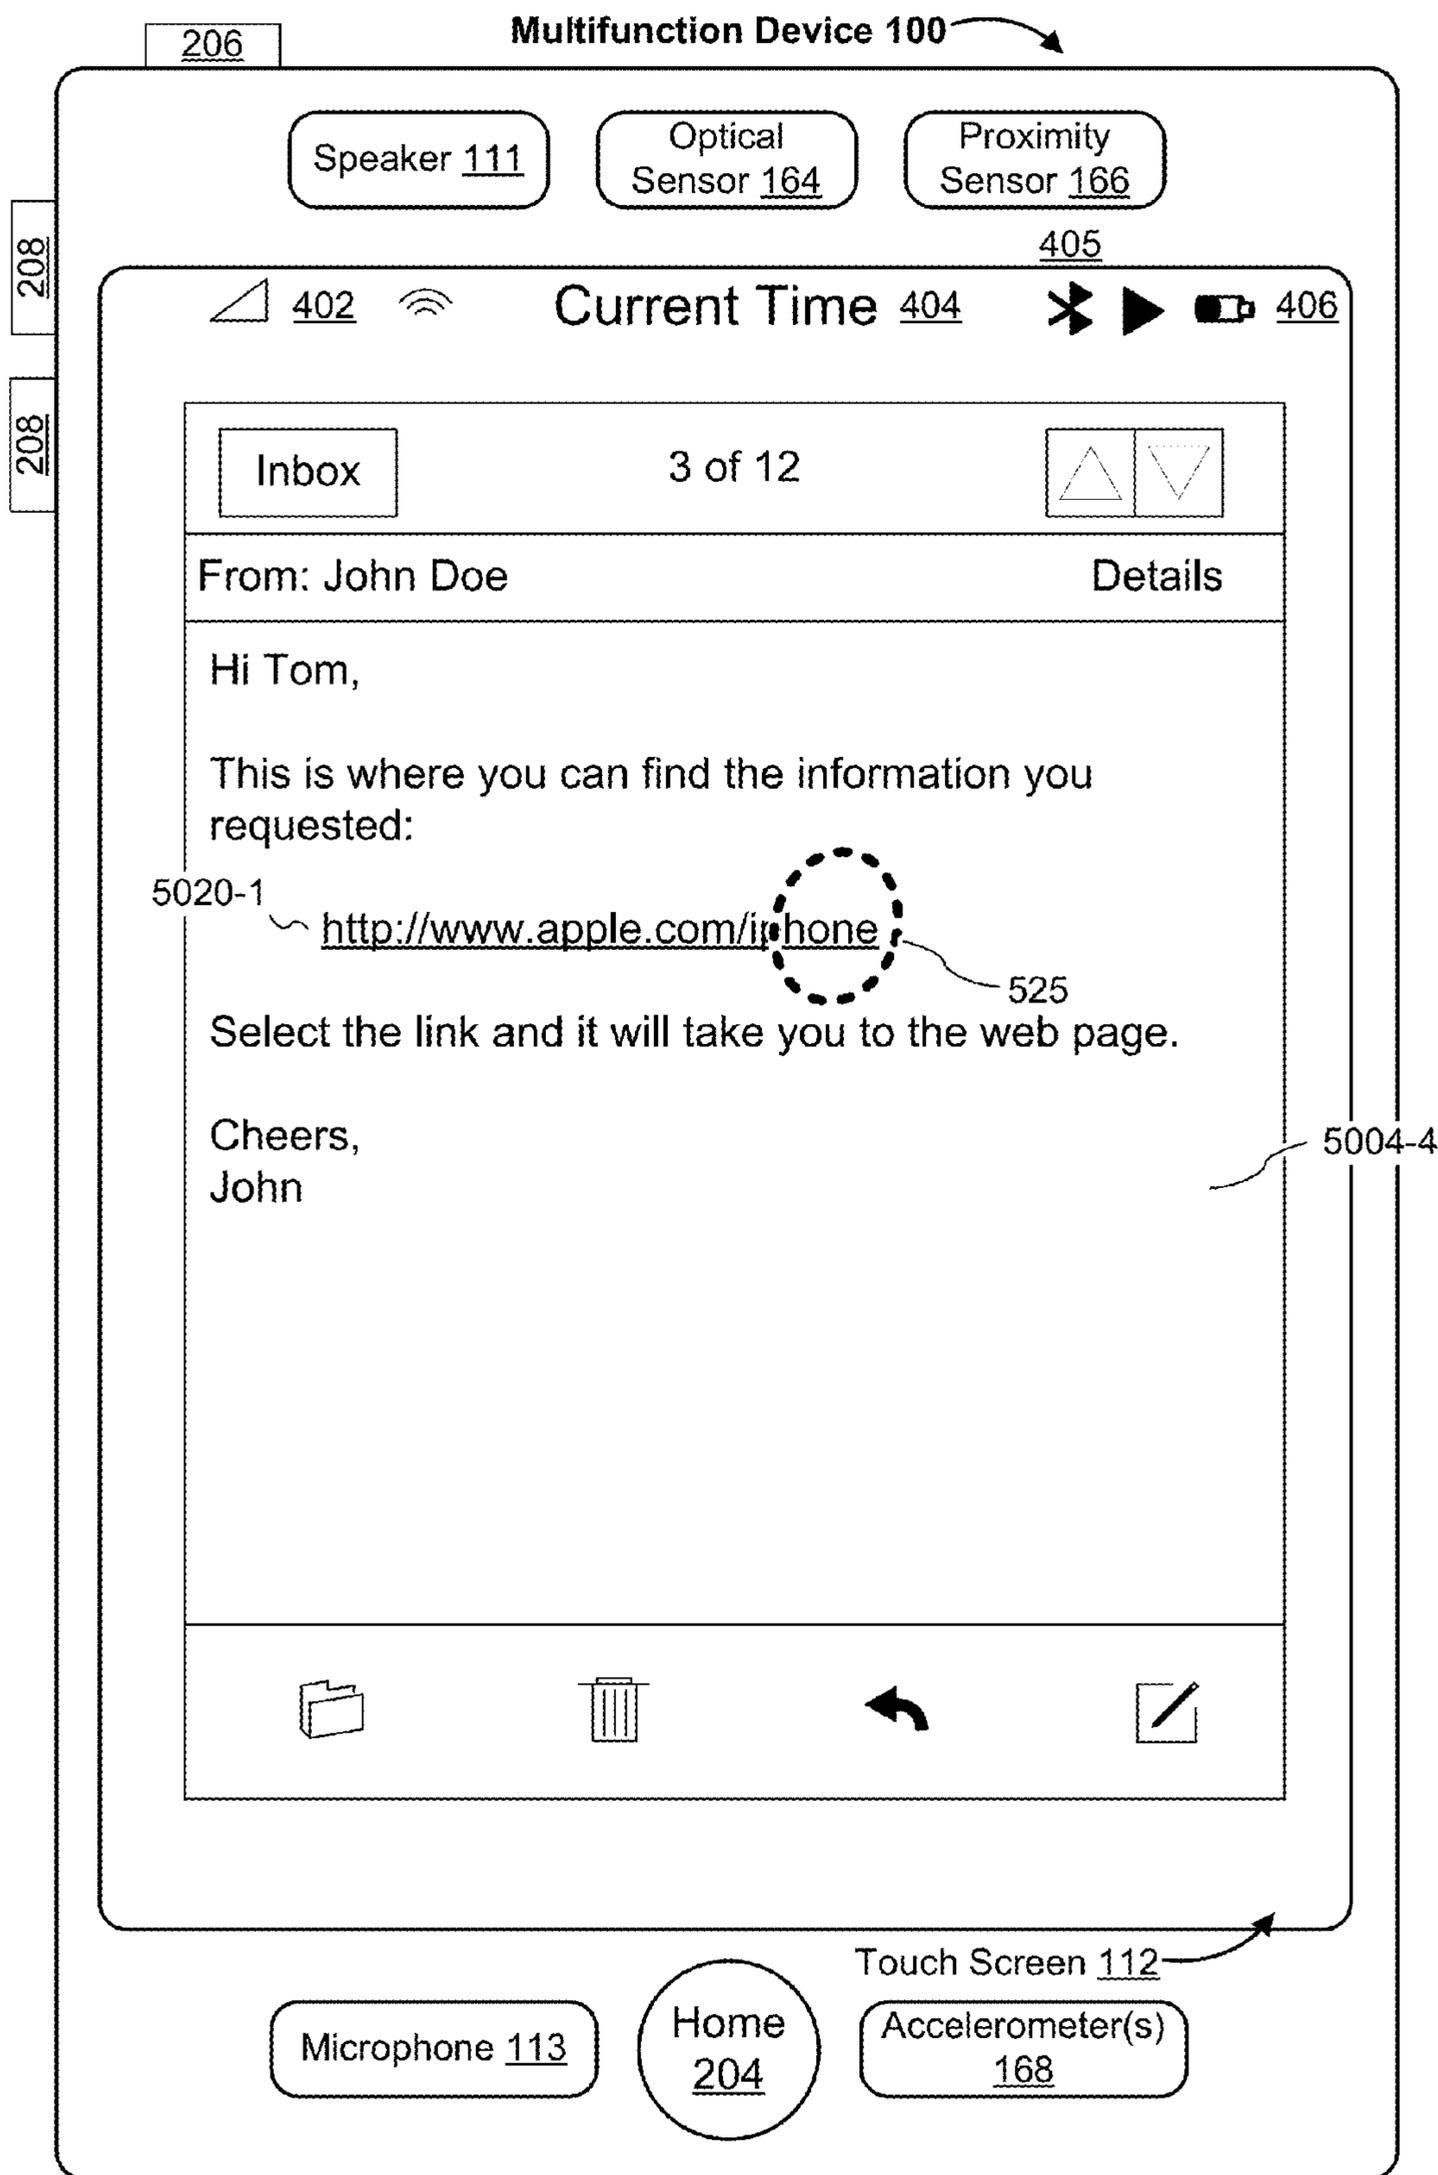 Multifunction Device 100
206
Speaker 111
Optical
Sensor 164
Proximity
Sensor 166
208
208
405
402
Current Time 404
406
Inbox
3 of 12
From: John Doe
Details
Hi Tom,
This is where you can find the information you
requested:
5020-1
http://www.apple.com/iphone
525
Select the link and it will take you to the web page.
Cheers,
John
5004-4
Touch Screen 112
Microphone 113
Home
204
Accelerometer(s)
168